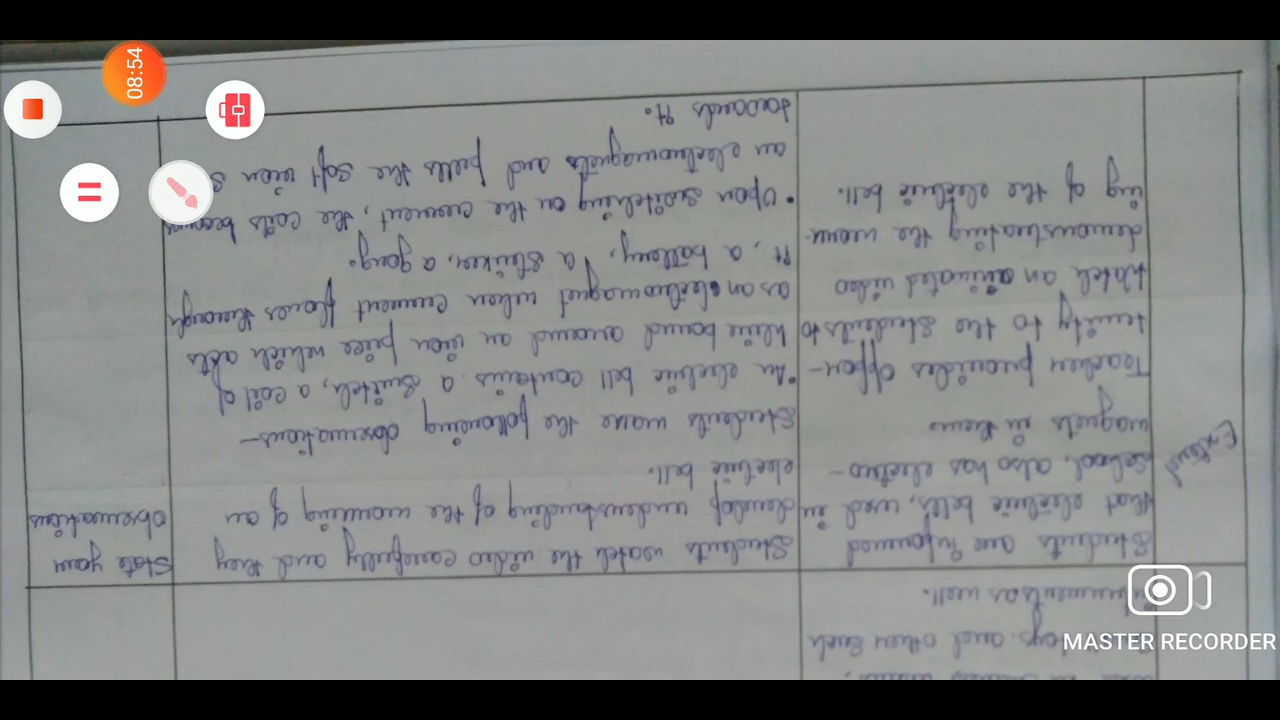 toys and other such
as well.
Extend
Students are informed
that electric bells, used in
school, also has electro-
magnets in them
Teacher provides oppor-
tunity to the students to
Watch an animated video
demonstrating the work-
ing of the electric bell.
Students watch the video carefully and they
develop understanding of the working of an
electric bell.
Students make the following observations-
• An electric bell contains a switch, a coil of
wire bound around an iron piece which acts
as an electromagnet when current flows through
it, a battery, a striker, a gong.
• Upon switching on the current, the coils becomes
an electromagnets and pulls the soft iron
towards it.
State your
observations
08:54
MASTER RECORDER